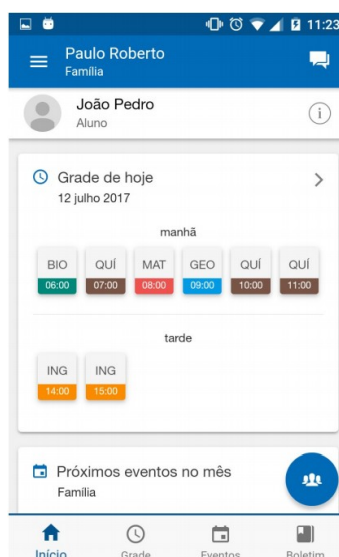 11:23
Paulo Roberto
Família
João Pedro
Aluno
i
Grade de hoje
12 julho 2017
manhã
BIO QUÍ MAT GEO QUÍ QUÍ
06:00 07:00 08:00 09:00 10:00 11:00
tarde
ING ING
14:00 15:00
Próximos eventos no mês
Família
Início Grade Eventos Boletim